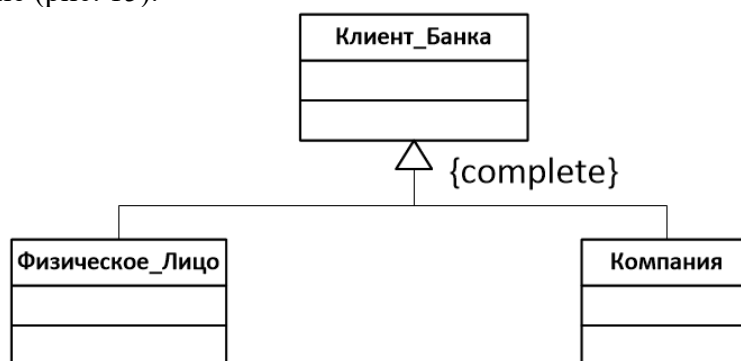 Клиент_Банка
{complete}
Физическое_Лицо
Компания